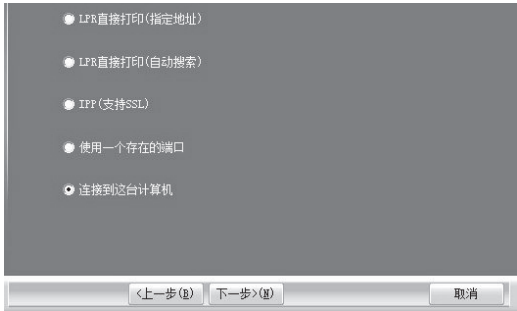 LPR直接打印(指定地址)
LPR直接打印(自动搜索)
IPP(支持SSL)
使用一个存在的端口
连接到这台计算机
<上一步(B) 下一步>(N) 取消